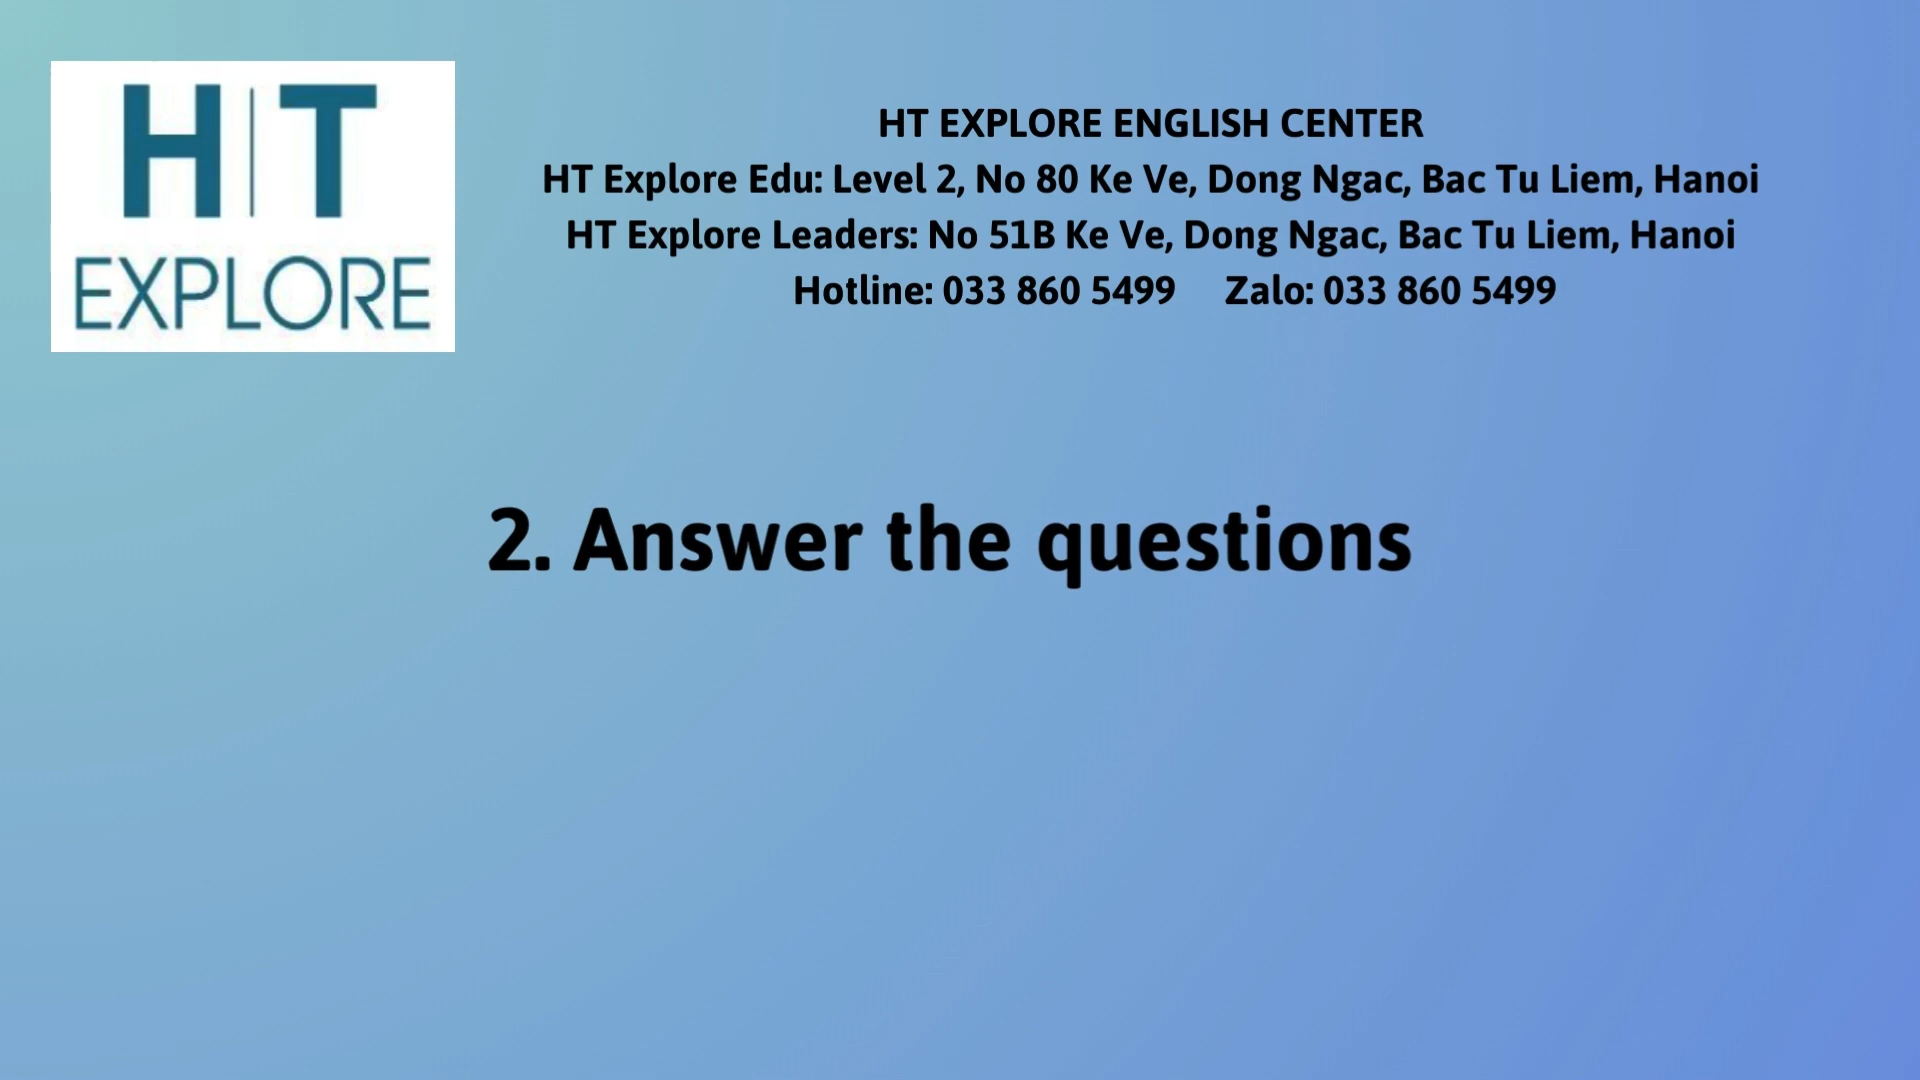 H|T
EXPLORE
HT EXPLORE ENGLISH CENTER
HT Explore Edu: Level 2, No 80 Ke Ve, Dong Ngac, Bac Tu Liem, Hanoi
HT Explore Leaders: No 51B Ke Ve, Dong Ngac, Bac Tu Liem, Hanoi
Hotline: 033 860 5499 Zalo: 033 860 5499
2. Answer the questions